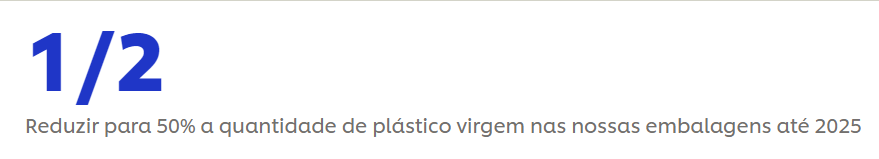 1/2
Reduzir para 50% a quantidade de plástico virgem nas nossas embalagens até 2025